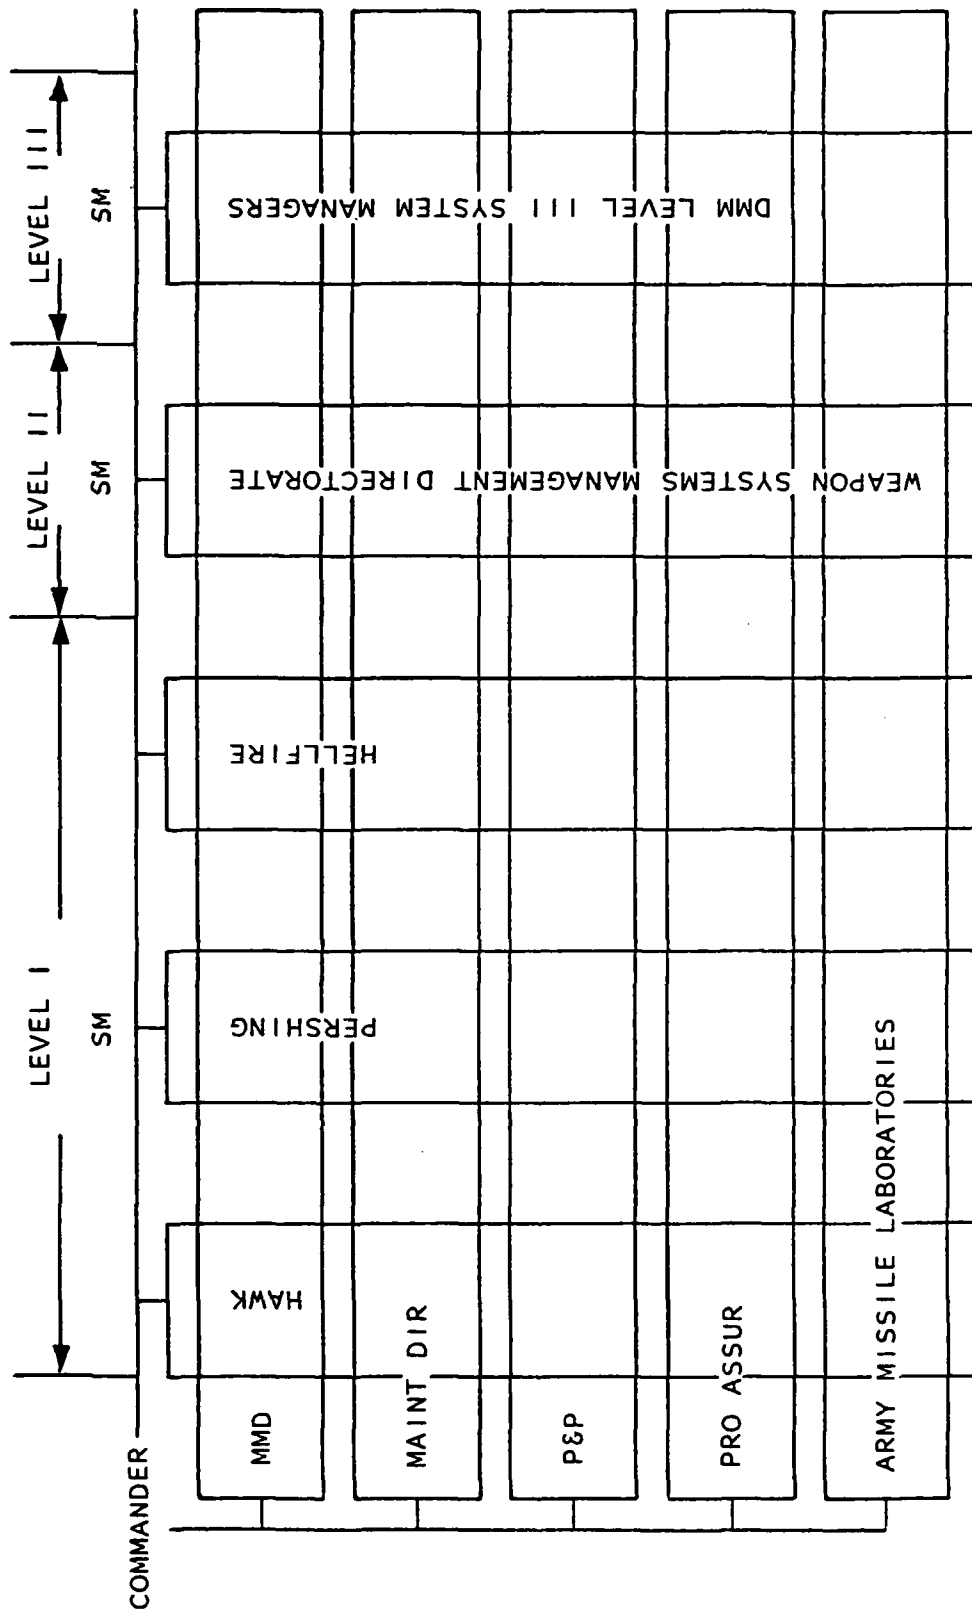 LEVEL I
LEVEL II
LEVEL III
SM
SM
SM
COMMANDER
HAWK
PERSHING
HELLFIRE
WEAPON SYSTEMS MANAGEMENT DIRECTORATE
DMM LEVEL III SYSTEM MANAGERS
MMD
MAINT DIR
P&P
PRO ASSUR
ARMY MISSILE LABORATORIES